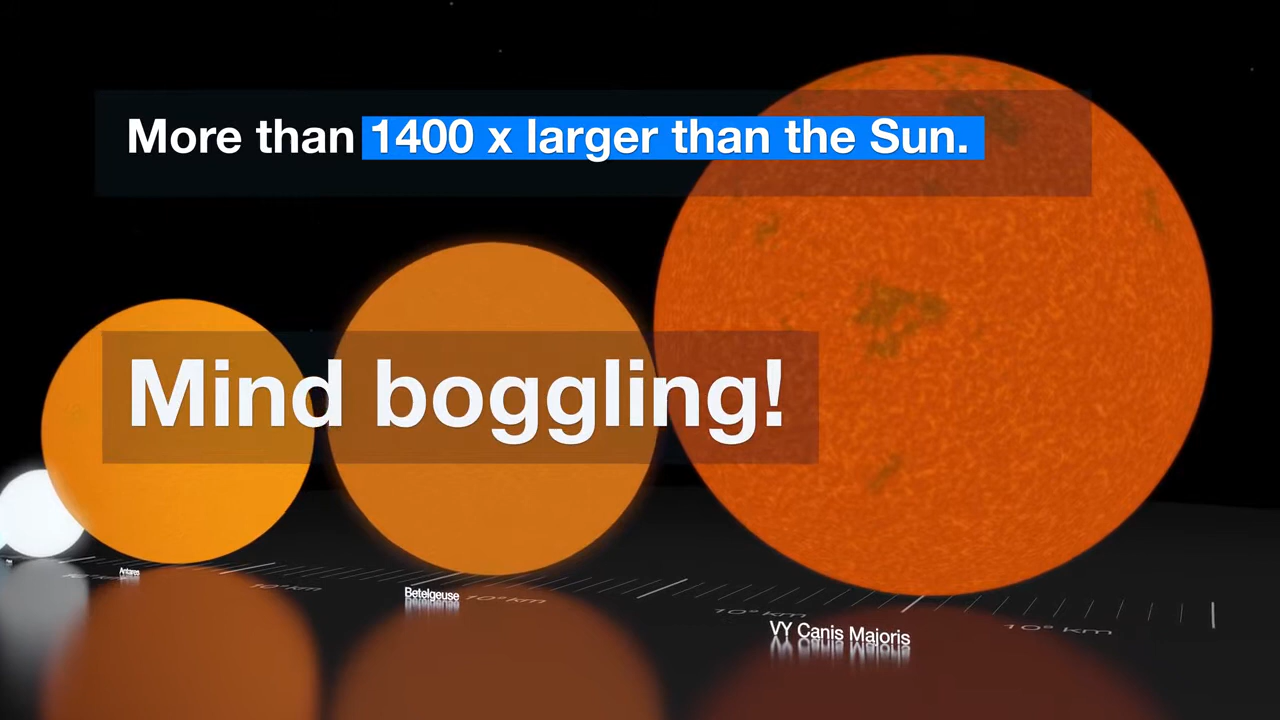 More than 1400 x larger than the Sun.
Mind boggling!
Antares
Betelgeuse
VY Canis Majoris